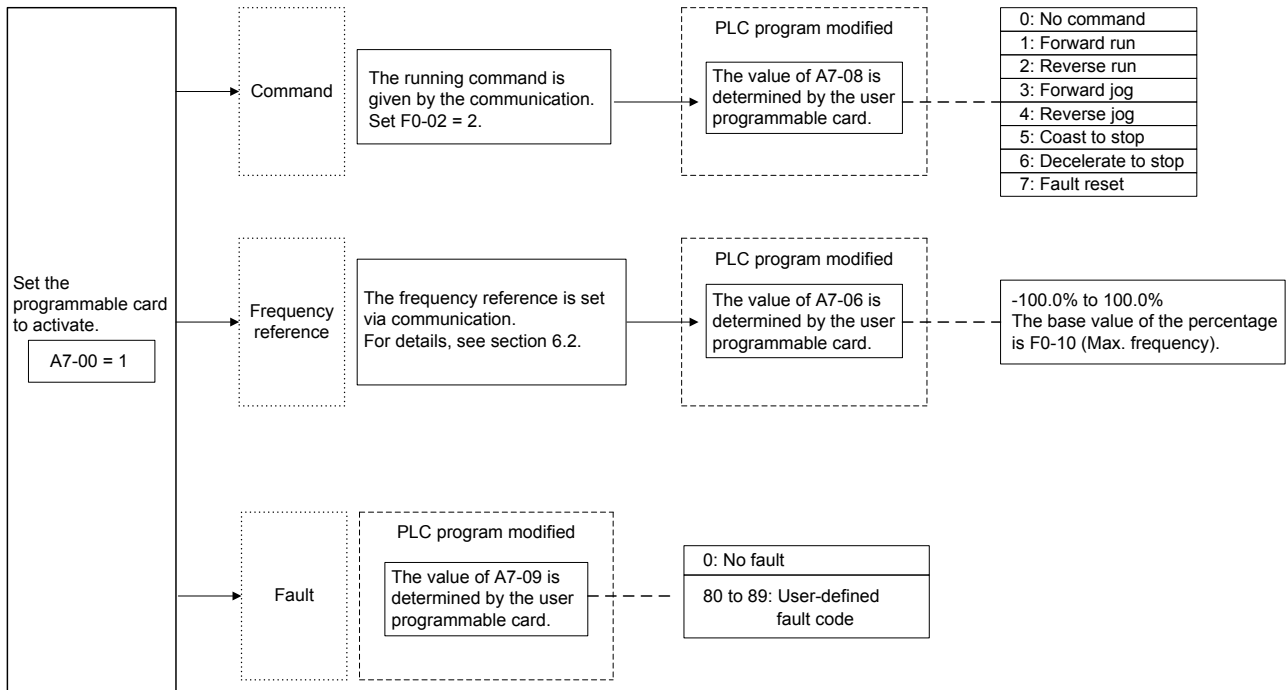 Set the
programmable card
to activate.
A7-00 = 1
Command
The running command is
given by the communication.
Set F0-02 = 2.
PLC program modified
The value of A7-08 is
determined by the user
programmable card.
0: No command
1: Forward run
2: Reverse run
3: Forward jog
4: Reverse jog
5: Coast to stop
6: Decelerate to stop
7: Fault reset
Frequency
reference
The frequency reference is set
via communication.
For details, see section 6.2.
PLC program modified
The value of A7-06 is
determined by the user
programmable card.
-100.0% to 100.0%
The base value of the percentage
is F0-10 (Max. frequency).
Fault
PLC program modified
The value of A7-09 is
determined by the user
programmable card.
0: No fault
80 to 89: User-defined
fault code